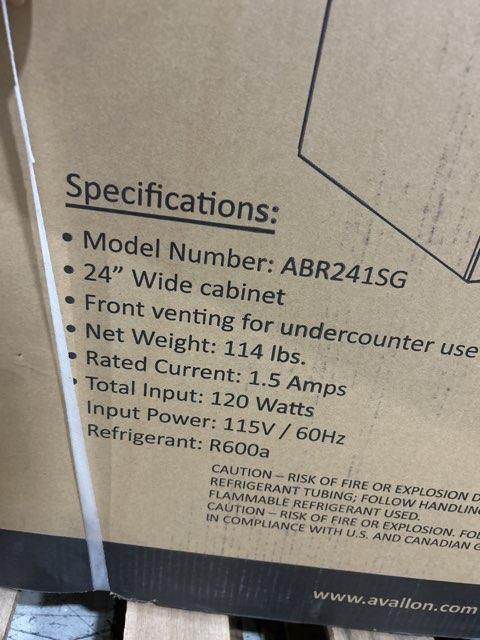 Specifications:
• Model Number: ABR241SG
• 24” Wide cabinet
• Front venting for undercounter use
• Net Weight: 114 lbs.
• Rated Current: 1.5 Amps
• Total Input: 120 Watts
Input Power: 115V / 60Hz
Refrigerant: R600a
CAUTION – RISK OF FIRE OR EXPLOSION
REFRIGERANT TUBING; FOLLOW HANDLING
FLAMMABLE REFRIGERANT USED.
CAUTION – RISK OF FIRE OR EXPLOSION.
IN COMPLIANCE WITH U.S. AND CANADIAN
www.avallon.com